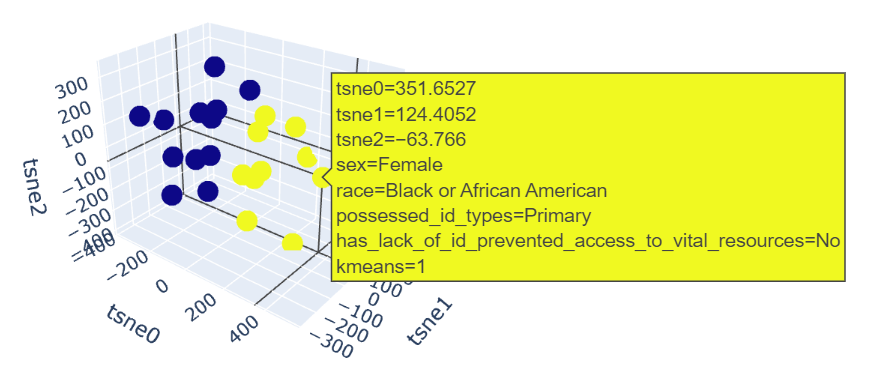 300
200
100
0
−100
−200
−300
−400
tsne2
−400
−200
0
200
400
tsne0
100
0
−100
−200
−300
tsne1
tsne0=351.6527
tsne1=124.4052
tsne2=−63.766
sex=Female
race=Black or African American
possessed_id_types=Primary
has_lack_of_id_prevented_access_to_vital_resources=No
kmeans=1